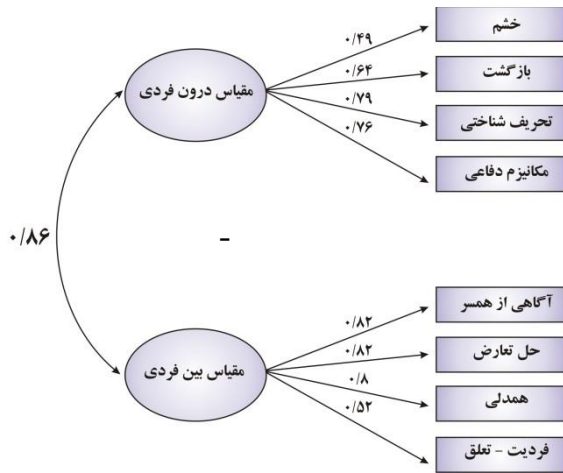 خشم
۰/۴۹
بازگشت
۰/۶۴
مقیاس درون فردی
تحریف شناختی
۰/۷۹
مکانیزم دفاعی
۰/۷۶
۰/۸۶
-
آگاهی از همسر
۰/۸۲
حل تعارض
۰/۸۲
مقیاس بین فردی
همدلی
۰/۸
فردیت - تعلق
۰/۵۲